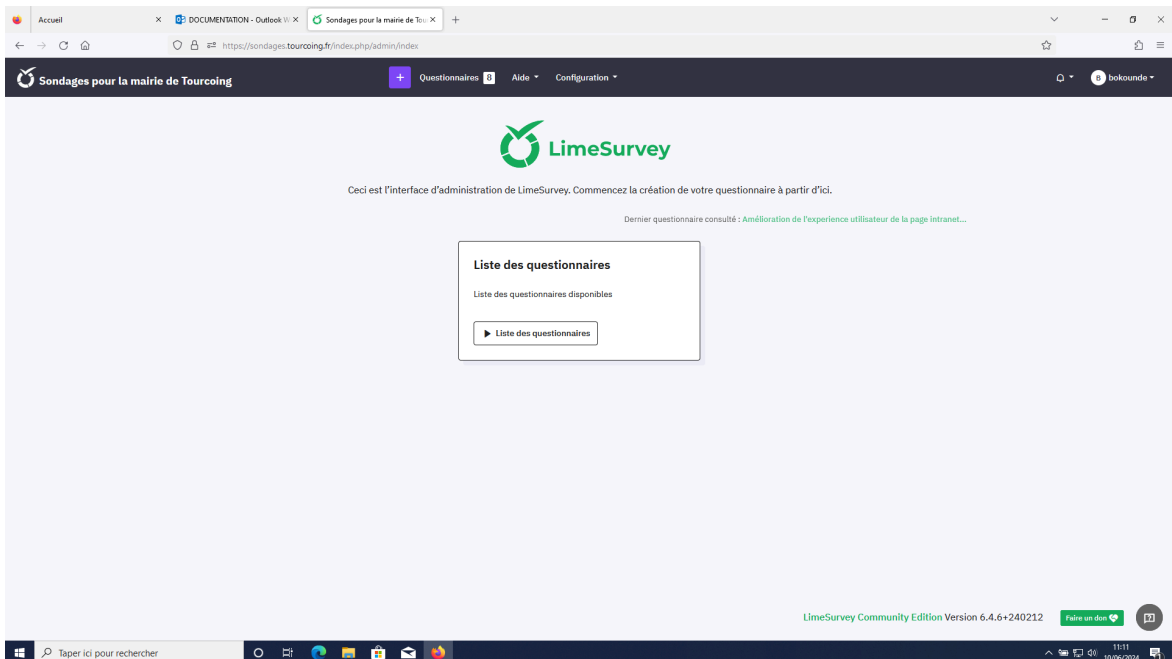 Accueil
DOCUMENTATION - Outlook W
Sondages pour la mairie de Tou
https://sondages.tourcoing.fr/index.php/admin/index
Sondages pour la mairie de Tourcoing
Questionnaires 8 Aide Configuration
B bokounde
LimeSurvey
Ceci est l'interface d'administration de LimeSurvey. Commencez la création de votre questionnaire à partir d'ici.
Dernier questionnaire consulté : Amélioration de l'experience utilisateur de la page intranet...
Liste des questionnaires
Liste des questionnaires disponibles
Liste des questionnaires
LimeSurvey Community Edition Version 6.4.6+240212
Faire un don
Taper ici pour rechercher
11:11
10/06/2024